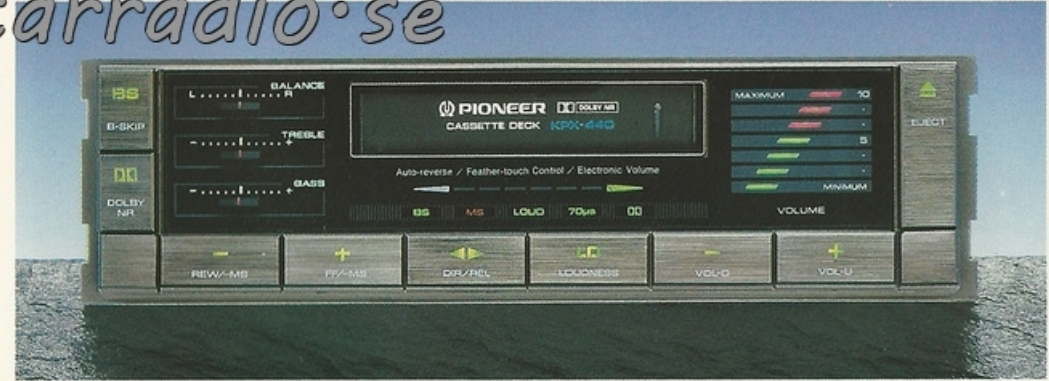 carradio.se
BS
B-SKIP
DOLBY NR
BALANCE
L R
TREBLE
- +
BASS
- +
PIONEER DOLBY NR
CASSETTE DECK KPX-440
Auto-reverse / Feather-touch Control / Electronic Volume
BS MS LOUD 70µs
MAXIMUM 10
5
MINIMUM
VOLUME
EJECT
- + - +
REW/-MS FF/-MS DIR/REL LOUDNESS VOL-D VOL-U